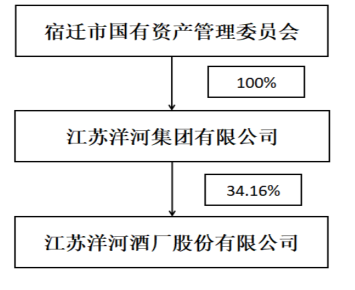 宿迁市国有资产管理委员会
100%
江苏洋河集团有限公司
34.16%
江苏洋河酒厂股份有限公司